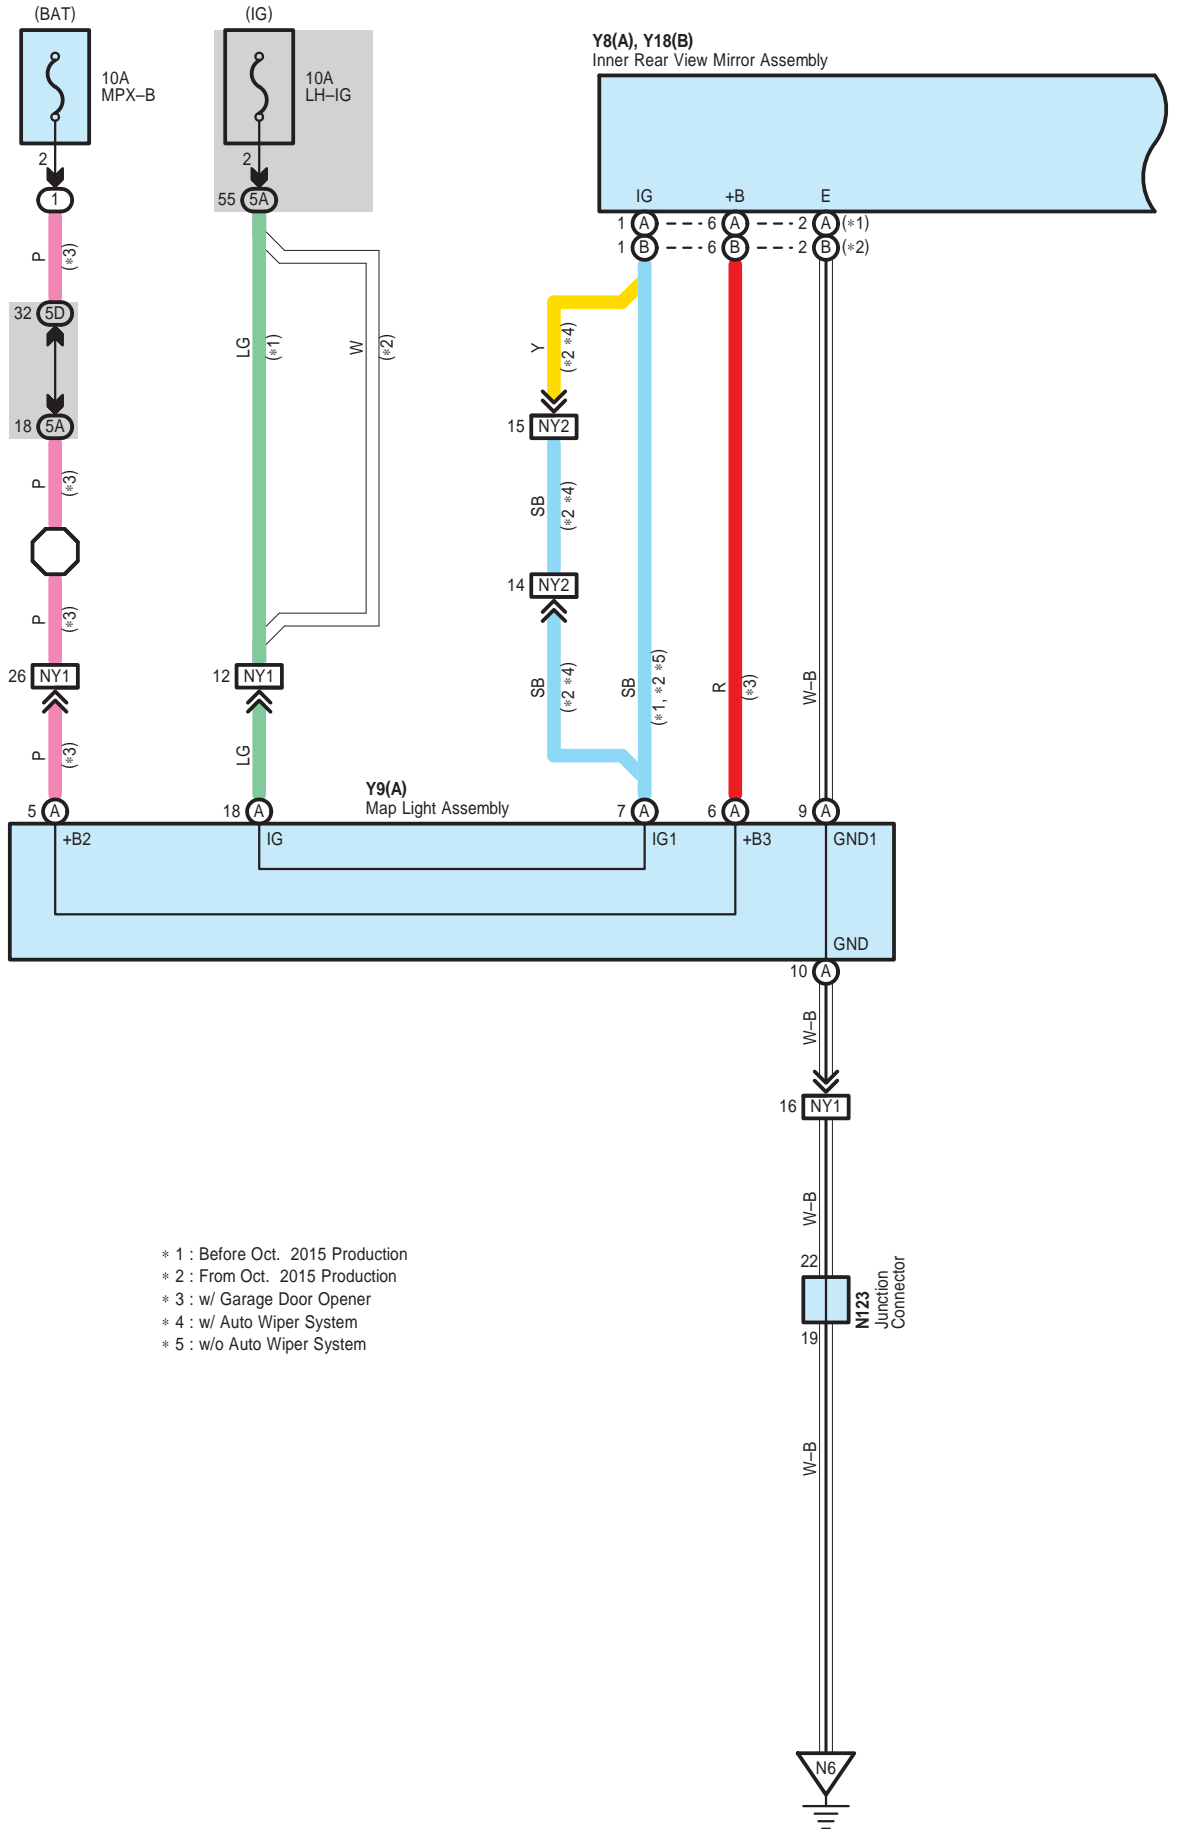 (BAT)
(IG)
10A
MPX–B
10A
LH–IG
Y8(A), Y18(B)
Inner Rear View Mirror Assembly
2
2
1
55 5A
IG +B E
1 A 6 A 2 A (∗1)
1 B 6 B 2 B (∗2)
P
(∗3)
32 5D
18 5A
LG
(∗1)
W
(∗2)
Y
(∗2 ∗4)
15 NY2
P
(∗3)
SB
(∗2 ∗4)
14 NY2
P
(∗3)
26 NY1
12 NY1
SB
(∗2 ∗4)
SB
(∗1, ∗2 ∗5)
R
(∗3)
W–B
P
(∗3)
LG
Y9(A)
Map Light Assembly
5 A
18 A
7 A
6 A
9 A
+B2
IG
IG1
+B3
GND1
GND
10 A
W–B
16 NY1
W–B
22
N123
Junction
Connector
19
W–B
N6
∗ 1 : Before Oct. 2015 Production
∗ 2 : From Oct. 2015 Production
∗ 3 : w/ Garage Door Opener
∗ 4 : w/ Auto Wiper System
∗ 5 : w/o Auto Wiper System